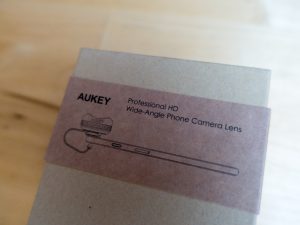 AUKEY
Professional HD
Wide-Angle Phone Camera Lens